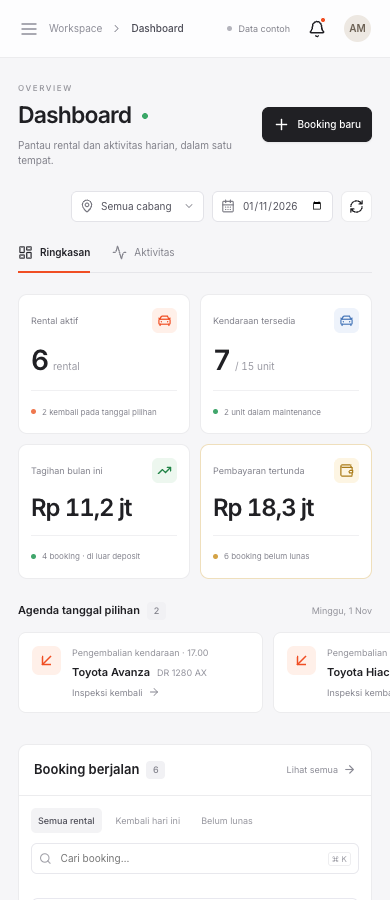 Workspace > Dashboard
Data contoh
AM
OVERVIEW
Dashboard
Booking baru
Pantau rental dan aktivitas harian, dalam satu
tempat.
Semua cabang
01/11/2026
Ringkasan
Aktivitas
Rental aktif
6 rental
2 kembali pada tanggal pilihan
Kendaraan tersedia
7 / 15 unit
2 unit dalam maintenance
Tagihan bulan ini
Rp 11,2 jt
4 booking · di luar deposit
Pembayaran tertunda
Rp 18,3 jt
6 booking belum lunas
Agenda tanggal pilihan 2
Minggu, 1 Nov
Pengembalian kendaraan · 17.00
Toyota Avanza DR 1280 AX
Inspeksi kembali →
Pengembalian
Toyota Hiac
Inspeksi kemba
Booking berjalan 6
Lihat semua →
Semua rental
Kembali hari ini
Belum lunas
Cari booking...
⌘ K